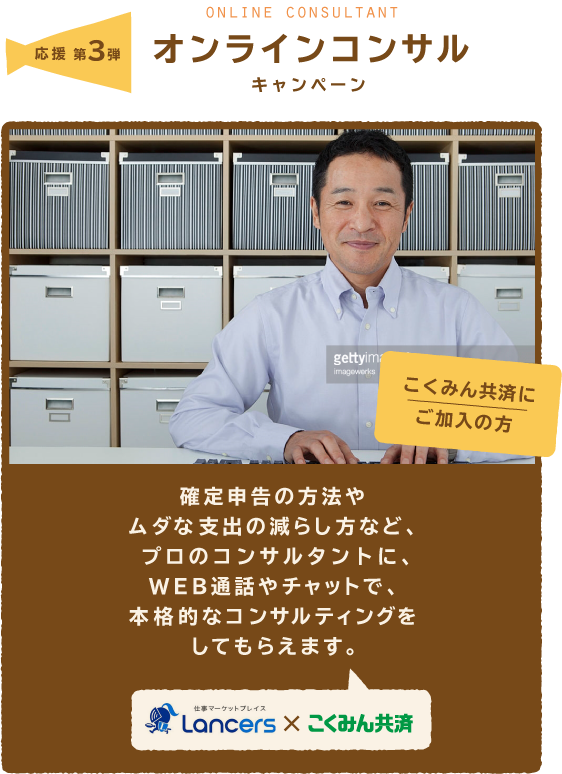 ONLINE CONSULTANT
応援 第3弾
オンラインコンサル
キャンペーン
gettyima
imagewerks
こくみん共済に
ご加入の方
確定申告の方法や
ムダな支出の減らし方など、
プロのコンサルタントに、
WEB通話やチャットで、
本格的なコンサルティングを
してもらえます。
仕事マーケットプレイス
Lancers × こくみん共済